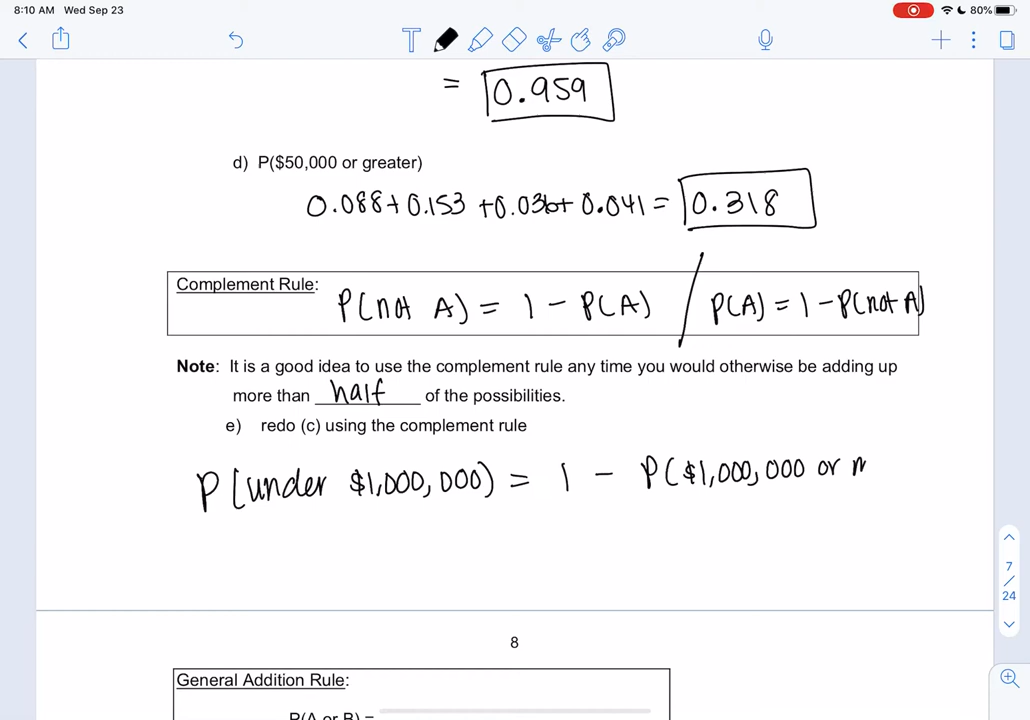 8:10 AM Wed Sep 23
80%
T
= 0.959
d) P($50,000 or greater)
0.088+0.153 +0.036+ 0.041 = 0.318
Complement Rule:
P(not A) = 1 - P(A) / P(A) = 1 - P(not A)
Note: It is a good idea to use the complement rule any time you would otherwise be adding up
more than half of the possibilities.
e) redo (c) using the complement rule
P(under $1,000,000) = 1 - P($1,000,000 or m
7
/
24
8
General Addition Rule:
P(A or B) =